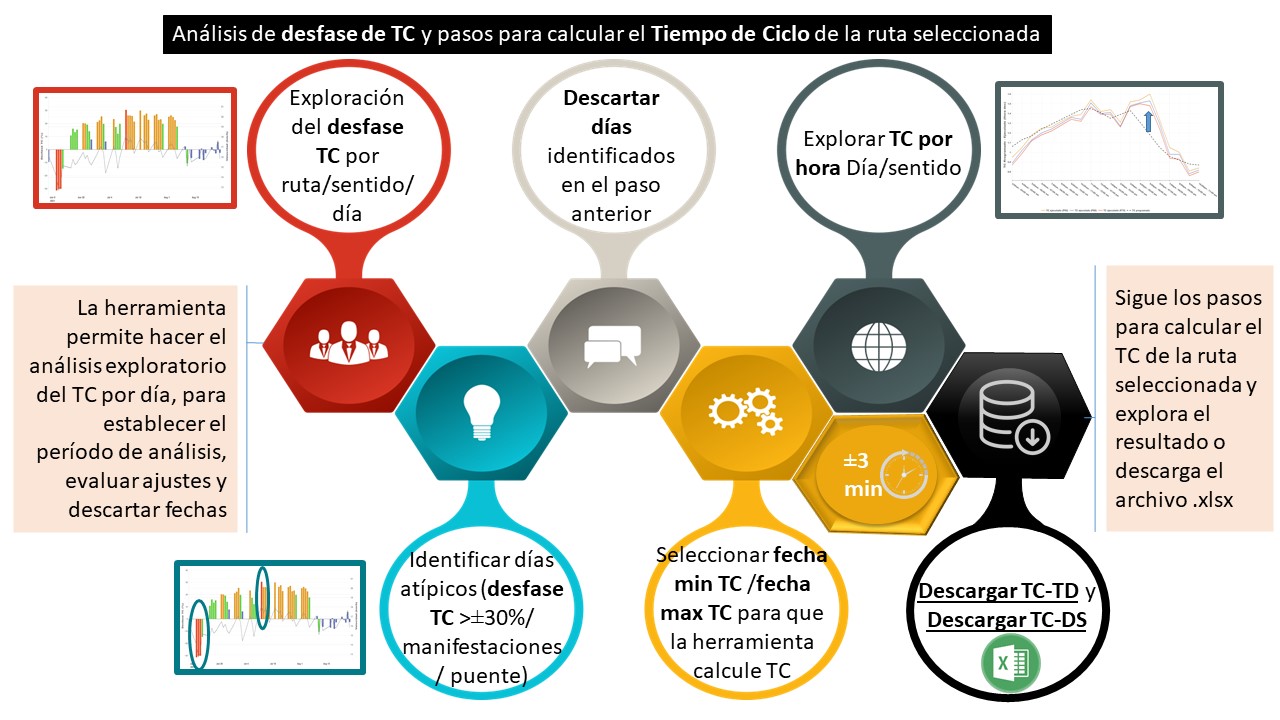 Análisis de desfase de TC y pasos para calcular el Tiempo de Ciclo de la ruta seleccionada
Exploración
del desfase
TC por
ruta/sentido/
día
Descartar
días
identificados
en el paso
anterior
Explorar TC por
hora Día/sentido
La herramienta
permite hacer el
análisis exploratorio
del TC por día, para
establecer el
período de análisis,
evaluar ajustes y
descartar fechas
Sigue los pasos
para calcular el
TC de la ruta
seleccionada y
explora el
resultado o
descarga el
archivo .xlsx
±3
min
Identificar días
atípicos (desfase
TC >±30%/
manifestaciones
/ puente)
Seleccionar fecha
min TC /fecha
max TC para que
la herramienta
calcule TC
Descargar TC-TD y
Descargar TC-DS
X